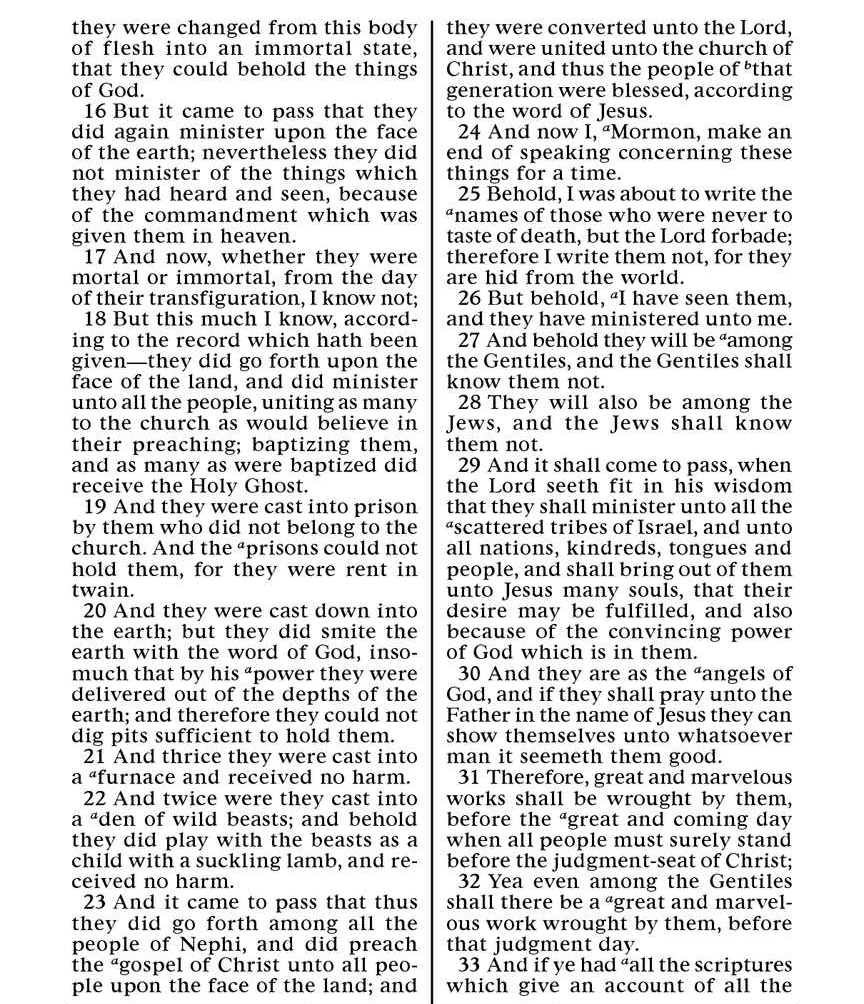 they were changed from this body
of flesh into an immortal state,
that they could behold the things
of God.
16 But it came to pass that they
did again minister upon the face
of the earth; nevertheless they did
not minister of the things which
they had heard and seen, because
of the commandment which was
given them in heaven.
17 And now, whether they were
mortal or immortal, from the day
of their transfiguration, I know not;
18 But this much I know, accord-
ing to the record which hath been
given—they did go forth upon the
face of the land, and did minister
unto all the people, uniting as many
to the church as would believe in
their preaching; baptizing them,
and as many as were baptized did
receive the Holy Ghost.
19 And they were cast into prison
by them who did not belong to the
church. And the ᵃprisons could not
hold them, for they were rent in
twain.
20 And they were cast down into
the earth; but they did smite the
earth with the word of God, inso-
much that by his ᵃpower they were
delivered out of the depths of the
earth; and therefore they could not
dig pits sufficient to hold them.
21 And thrice they were cast into
a ᵃfurnace and received no harm.
22 And twice were they cast into
a ᵃden of wild beasts; and behold
they did play with the beasts as a
child with a suckling lamb, and re-
ceived no harm.
23 And it came to pass that thus
they did go forth among all the
people of Nephi, and did preach
the ᵃgospel of Christ unto all peo-
ple upon the face of the land; and
they were converted unto the Lord,
and were united unto the church of
Christ, and thus the people of ᵇthat
generation were blessed, according
to the word of Jesus.
24 And now I, ᵃMormon, make an
end of speaking concerning these
things for a time.
25 Behold, I was about to write the
ᵃnames of those who were never to
taste of death, but the Lord forbade;
therefore I write them not, for they
are hid from the world.
26 But behold, ᵃI have seen them,
and they have ministered unto me.
27 And behold they will be ᵃamong
the Gentiles, and the Gentiles shall
know them not.
28 They will also be among the
Jews, and the Jews shall know
them not.
29 And it shall come to pass, when
the Lord seeth fit in his wisdom
that they shall minister unto all the
ᵃscattered tribes of Israel, and unto
all nations, kindreds, tongues and
people, and shall bring out of them
unto Jesus many souls, that their
desire may be fulfilled, and also
because of the convincing power
of God which is in them.
30 And they are as the ᵃangels of
God, and if they shall pray unto the
Father in the name of Jesus they can
show themselves unto whatsoever
man it seemeth them good.
31 Therefore, great and marvelous
works shall be wrought by them,
before the ᵃgreat and coming day
when all people must surely stand
before the judgment-seat of Christ;
32 Yea even among the Gentiles
shall there be a ᵃgreat and marvel-
ous work wrought by them, before
that judgment day.
33 And if ye had ᵃall the scriptures
which give an account of all the